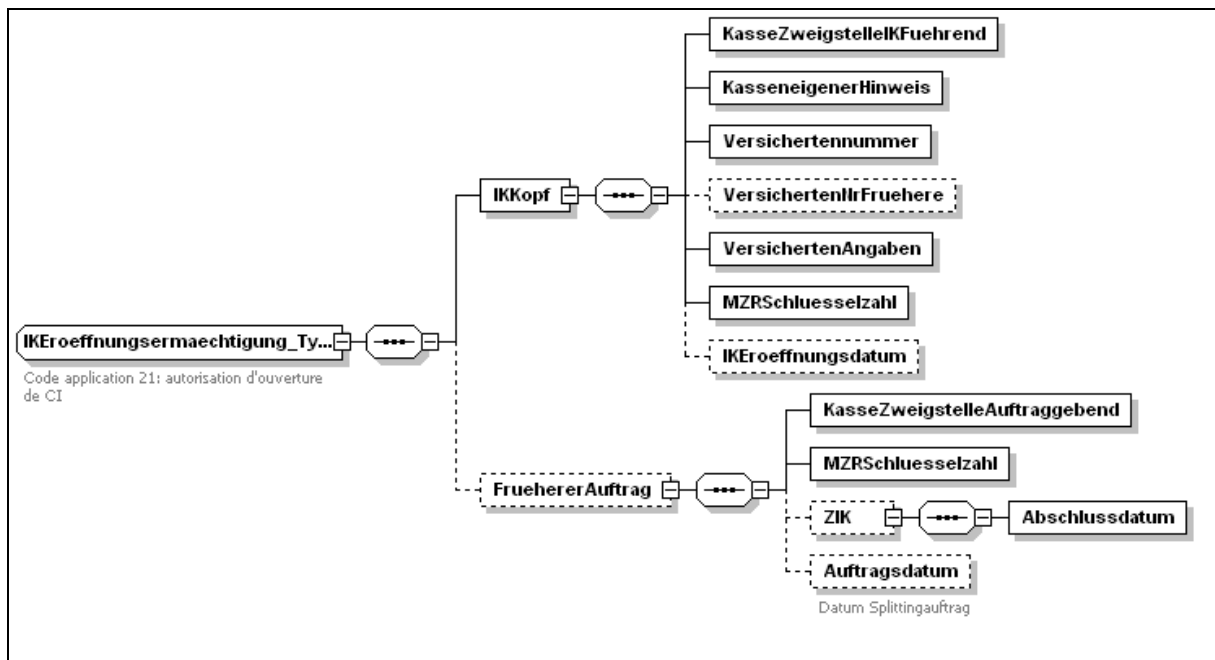 KasseZweigstelleIKFuehrend
KasseneigenerHinweis
Versichertennummer
IKKopf
VersichertenNrFruehere
VersichertenAngaben
MZRSchluesselzahl
IKEroeffnungsermaechtigung_Ty...
IKEroeffnungsdatum
Code application 21: autorisation d'ouverture
de CI
KasseZweigstelleAuftraggebend
MZRSchluesselzahl
FruehererAuftrag
ZIK
Abschlussdatum
Auftragsdatum
Datum Splittingauftrag